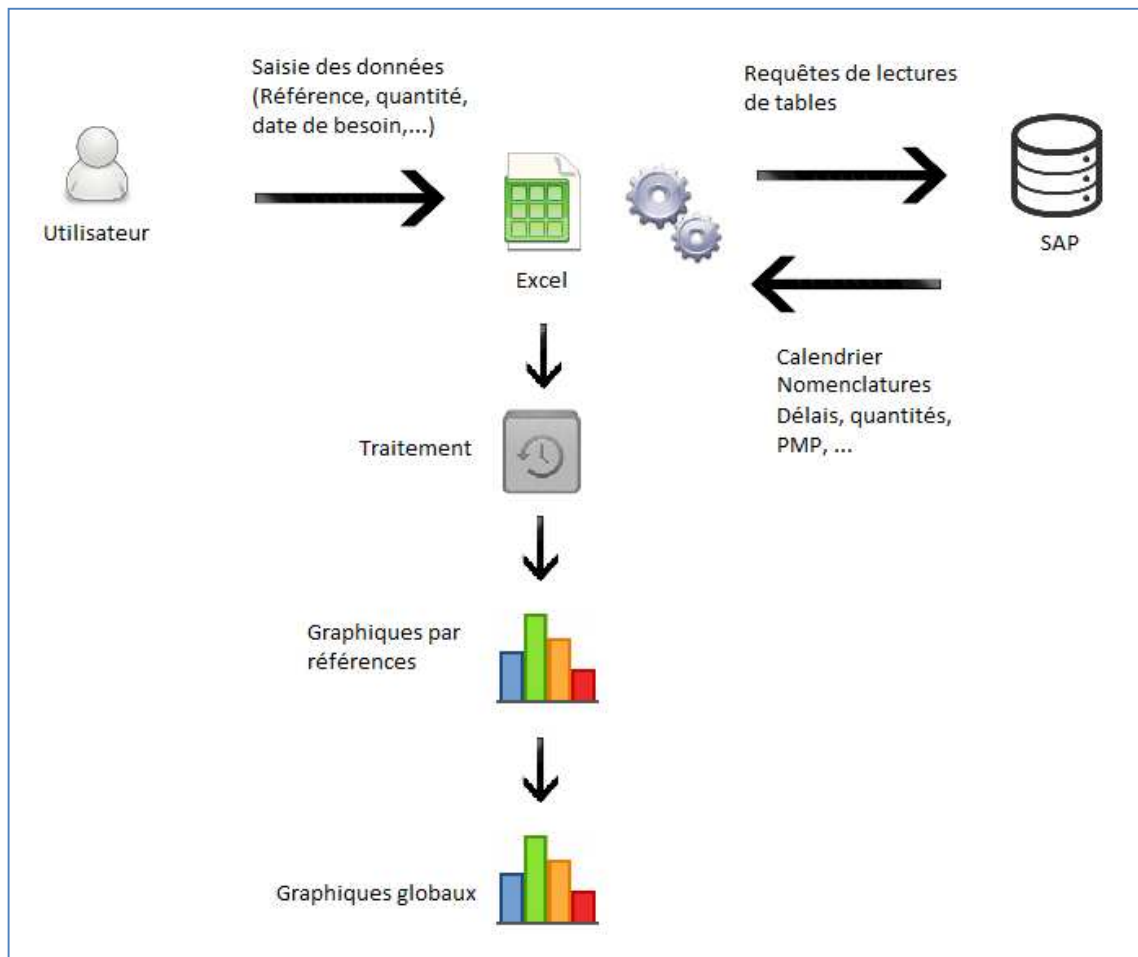 Saisie des données
(Référence, quantité,
date de besoin,...)
Requêtes de lectures
de tables
Utilisateur
SAP
Excel
Calendrier
Nomenclatures
Délais, quantités,
PMP, ...
Traitement
Graphiques par
références
Graphiques globaux